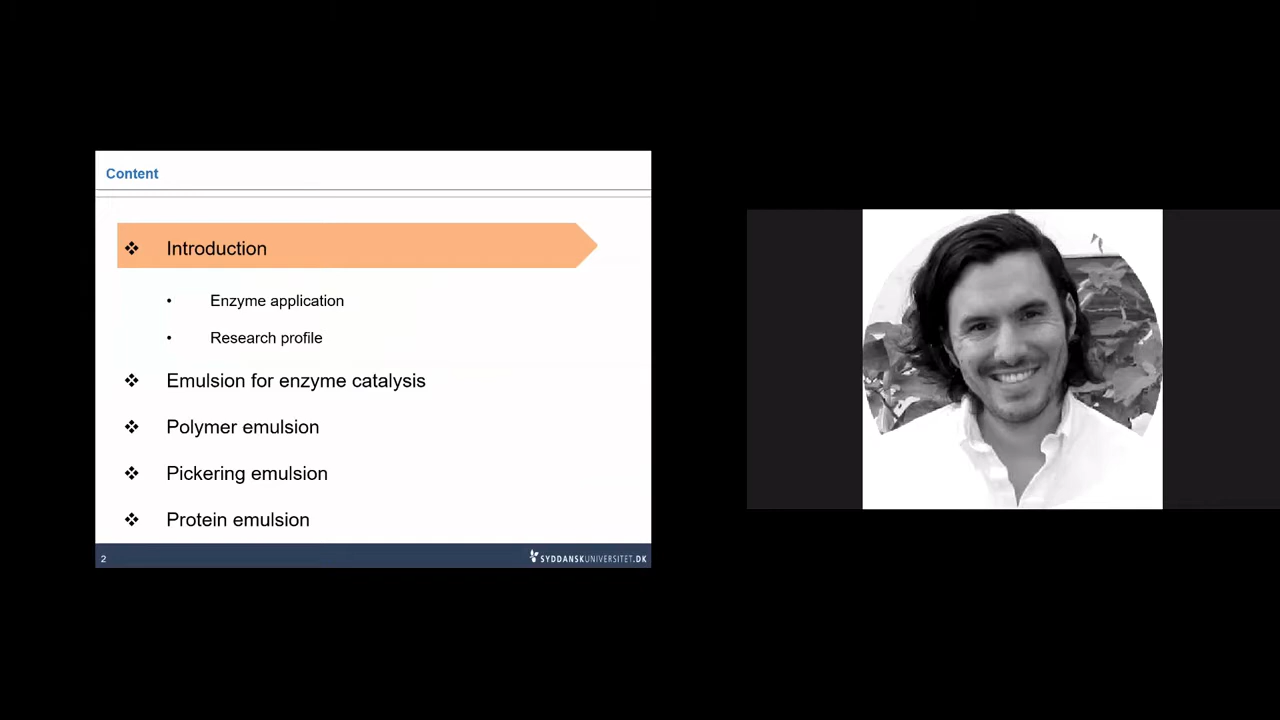 Content
❖ Introduction
• Enzyme application
• Research profile
❖ Emulsion for enzyme catalysis
❖ Polymer emulsion
❖ Pickering emulsion
❖ Protein emulsion
2
SYDDANSKUNIVERSITET.DK